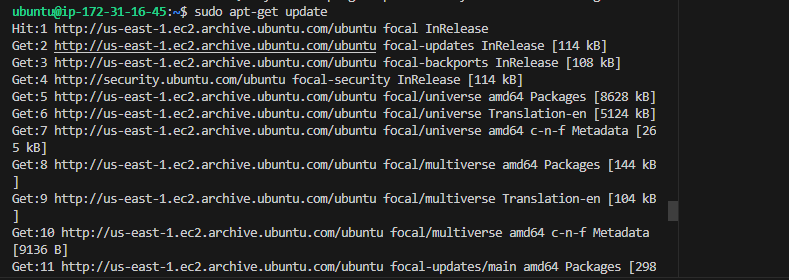 ubuntu@ip-172-31-16-45:~$ sudo apt-get update
Hit:1 http://us-east-1.ec2.archive.ubuntu.com/ubuntu focal InRelease
Get:2 http://us-east-1.ec2.archive.ubuntu.com/ubuntu focal-updates InRelease [114 kB]
Get:3 http://us-east-1.ec2.archive.ubuntu.com/ubuntu focal-backports InRelease [108 kB]
Get:4 http://security.ubuntu.com/ubuntu focal-security InRelease [114 kB]
Get:5 http://us-east-1.ec2.archive.ubuntu.com/ubuntu focal/universe amd64 Packages [8628 kB]
Get:6 http://us-east-1.ec2.archive.ubuntu.com/ubuntu focal/universe Translation-en [5124 kB]
Get:7 http://us-east-1.ec2.archive.ubuntu.com/ubuntu focal/universe amd64 c-n-f Metadata [26
5 kB]
Get:8 http://us-east-1.ec2.archive.ubuntu.com/ubuntu focal/multiverse amd64 Packages [144 kB
]
Get:9 http://us-east-1.ec2.archive.ubuntu.com/ubuntu focal/multiverse Translation-en [104 kB
]
Get:10 http://us-east-1.ec2.archive.ubuntu.com/ubuntu focal/multiverse amd64 c-n-f Metadata
[9136 B]
Get:11 http://us-east-1.ec2.archive.ubuntu.com/ubuntu focal-updates/main amd64 Packages [298